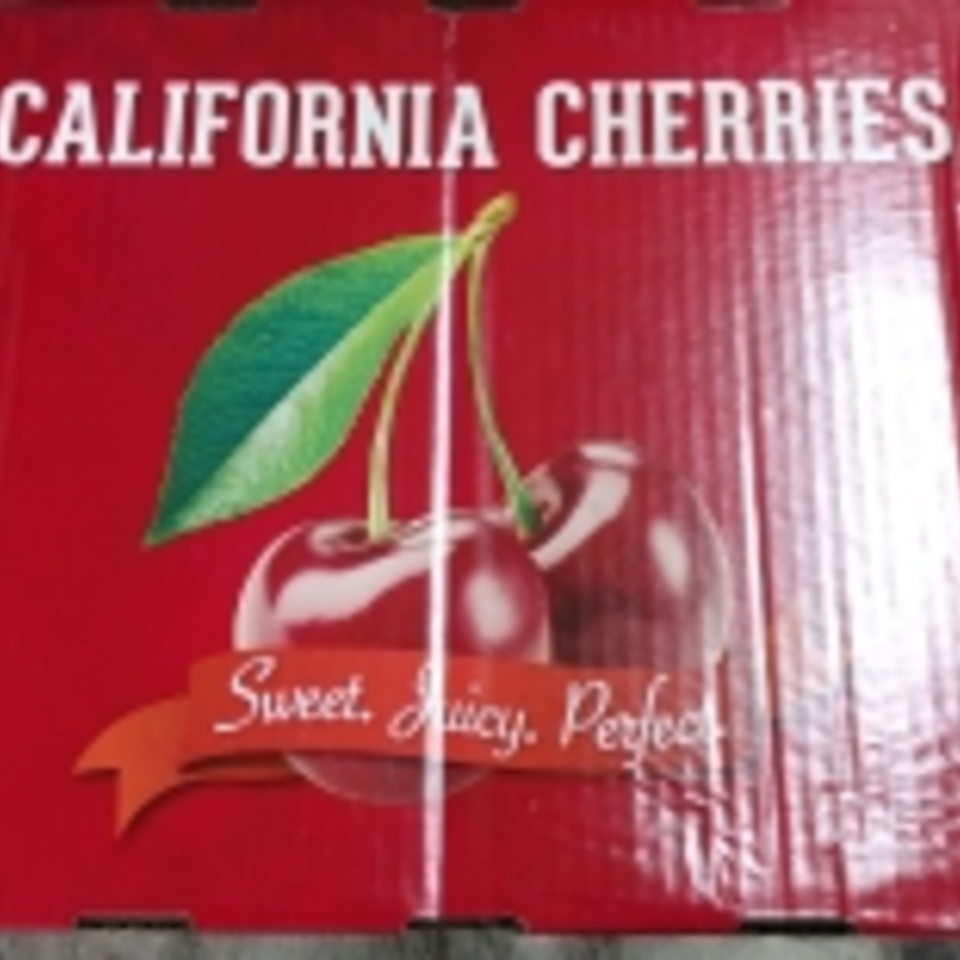 CALIFORNIA CHERRIES
Sweet. Juicy. Perfect.